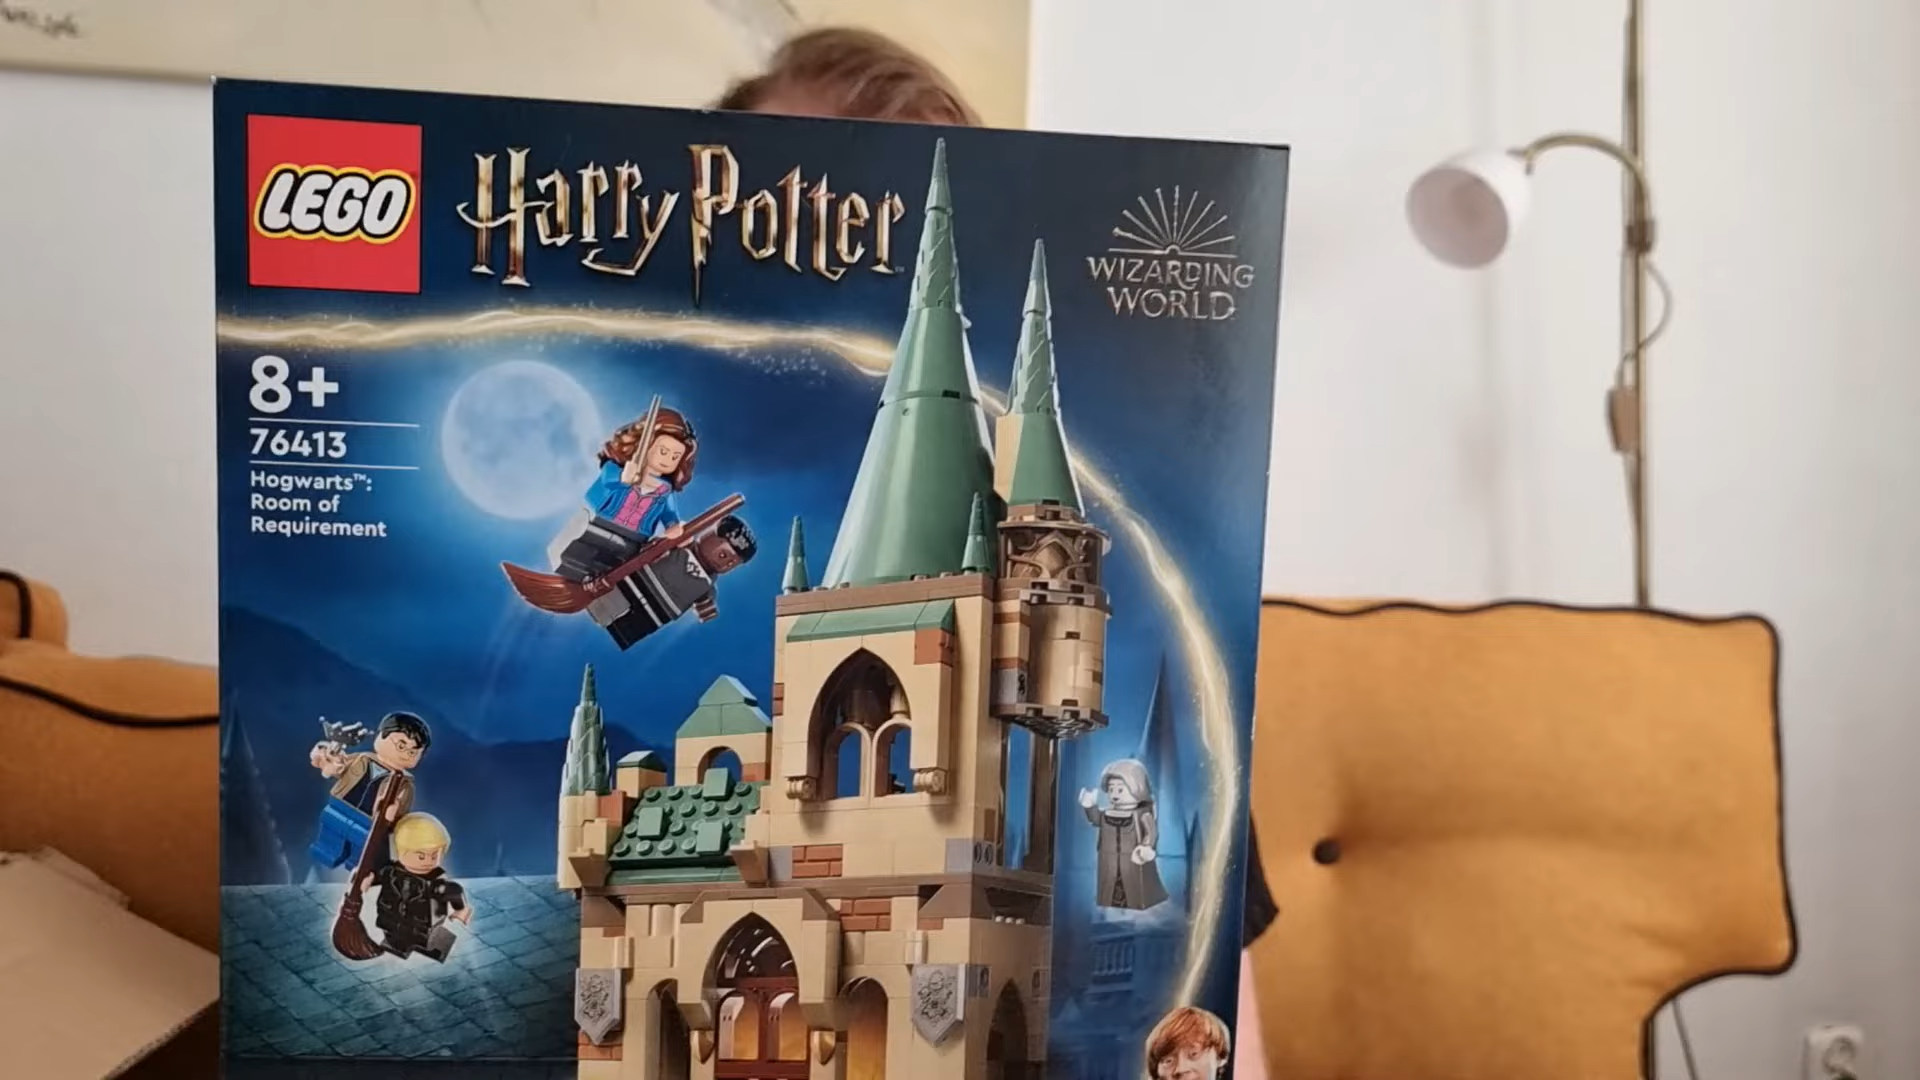 LEGO
Harry Potter
WIZARDING
WORLD
8+
76413
Hogwarts™:
Room of
Requirement